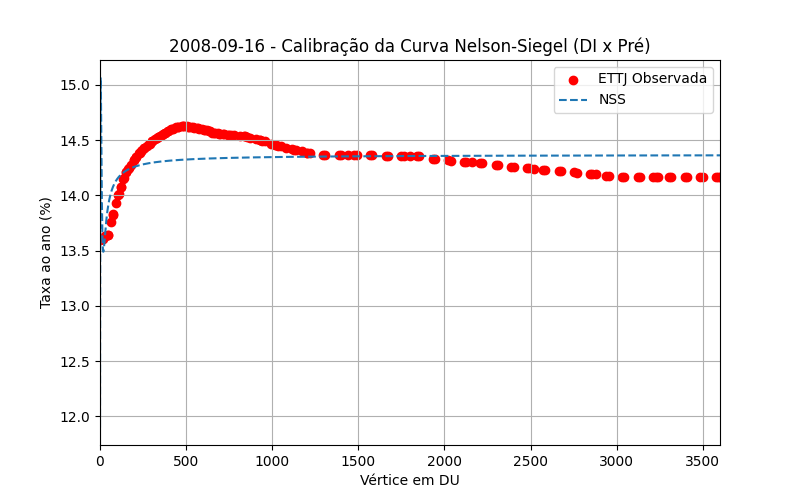 2008-09-16 - Calibração da Curva Nelson-Siegel (DI x Pré)
ETTJ Observada
NSS
Taxa ao ano (%)
15.0
14.5
14.0
13.5
13.0
12.5
12.0
0 500 1000 1500 2000 2500 3000 3500
Vértice em DU